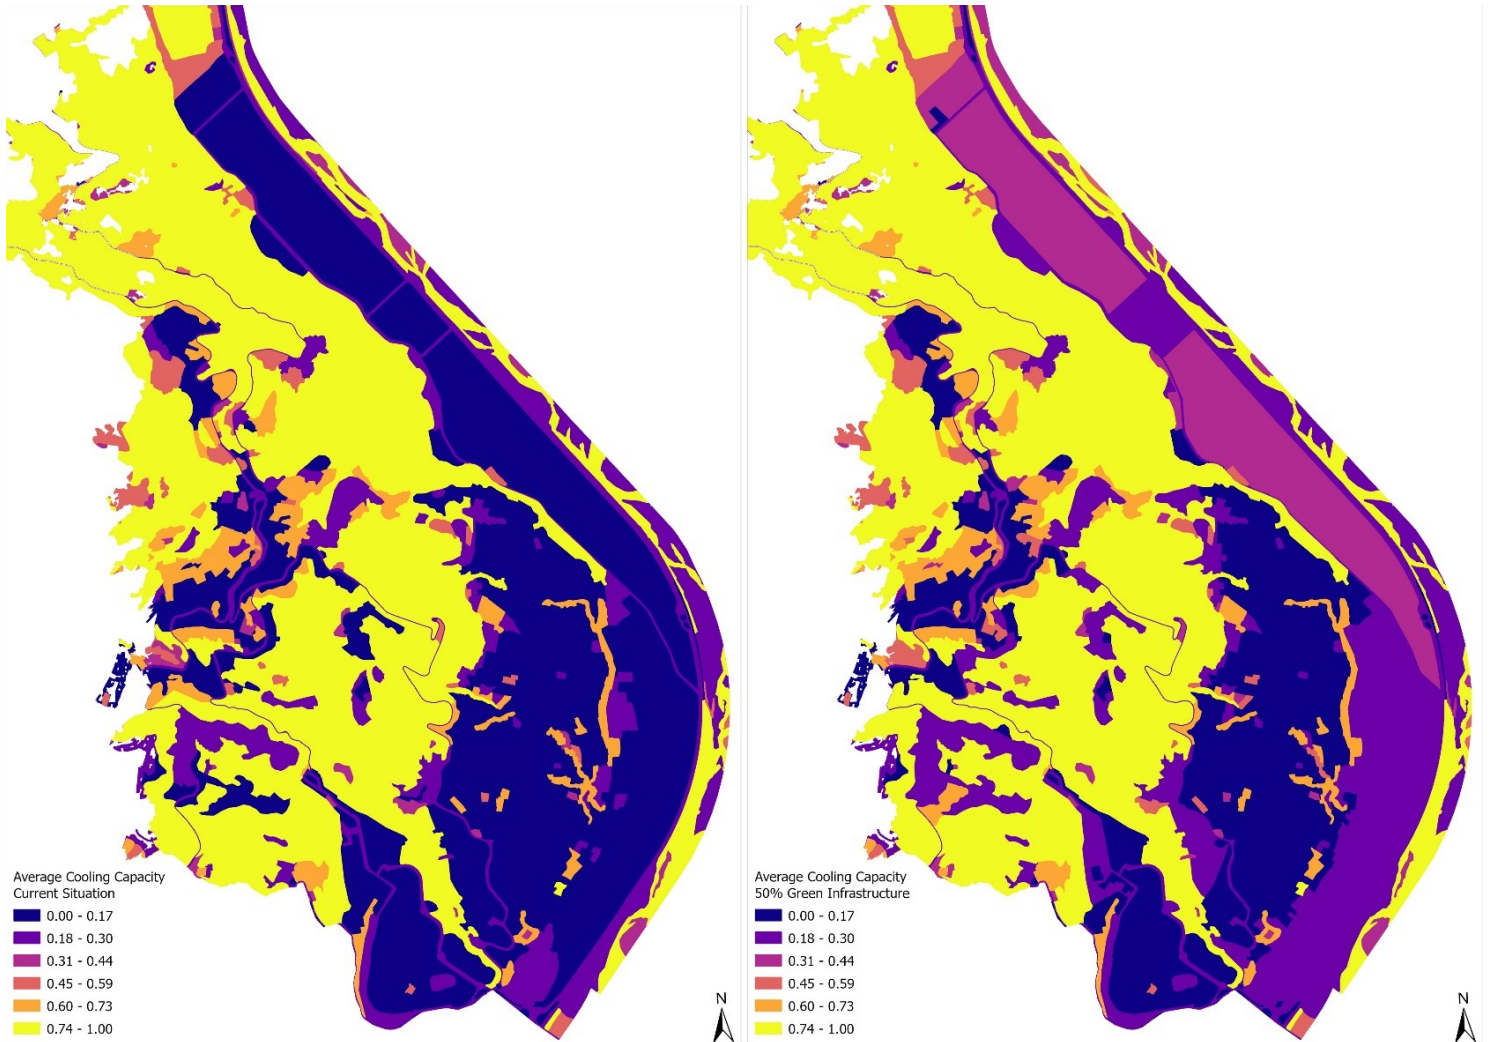 Average Cooling Capacity
Current Situation
0.00 - 0.17
0.18 - 0.30
0.31 - 0.44
0.45 - 0.59
0.60 - 0.73
0.74 - 1.00
N
Average Cooling Capacity
50% Green Infrastructure
0.00 - 0.17
0.18 - 0.30
0.31 - 0.44
0.45 - 0.59
0.60 - 0.73
0.74 - 1.00
N